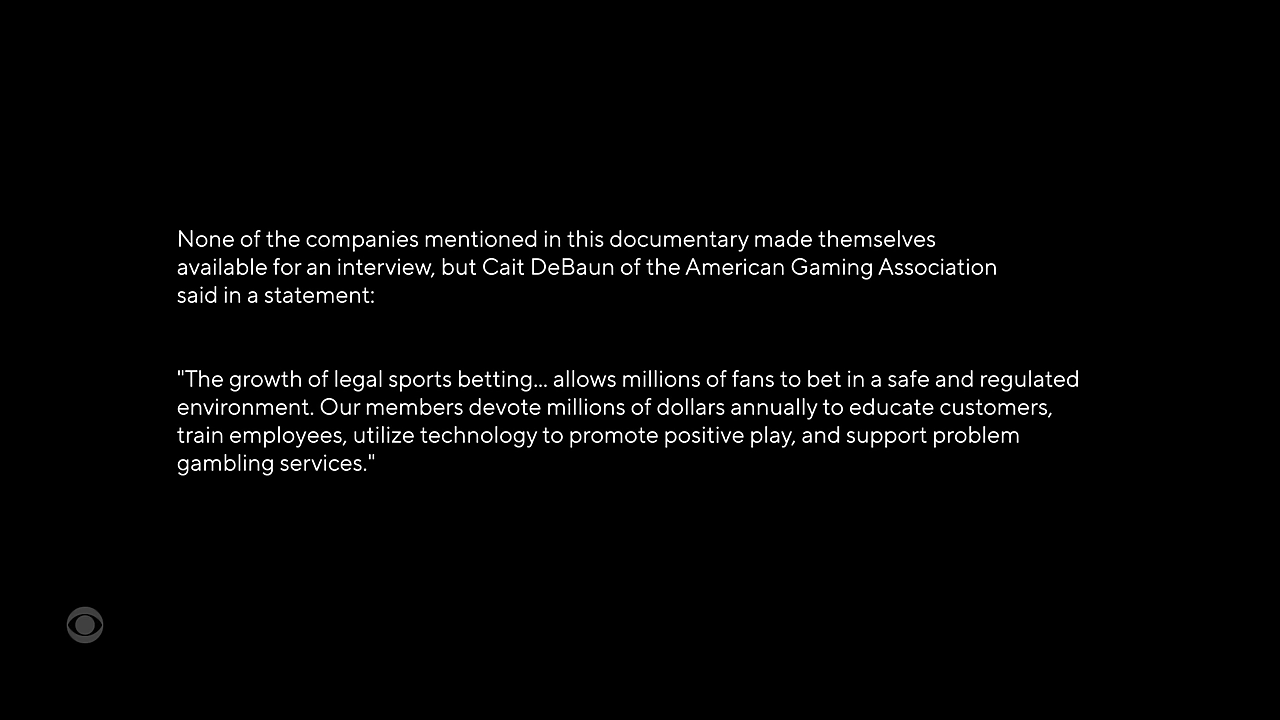 None of the companies mentioned in this documentary made themselves
available for an interview, but Cait DeBaun of the American Gaming Association
said in a statement:
"The growth of legal sports betting... allows millions of fans to bet in a safe and regulated
environment. Our members devote millions of dollars annually to educate customers,
train employees, utilize technology to promote positive play, and support problem
gambling services."